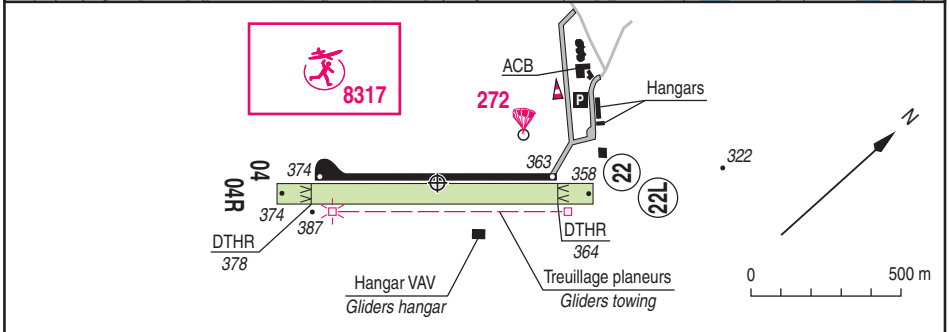 8317
ACB
272
P
Hangars
N
322
374
363
358
22
22L
04
04R
374
387
DTHR
378
DTHR
364
Hangar VAV
Gliders hangar
Treuillage planeurs
Gliders towing
0
500 m